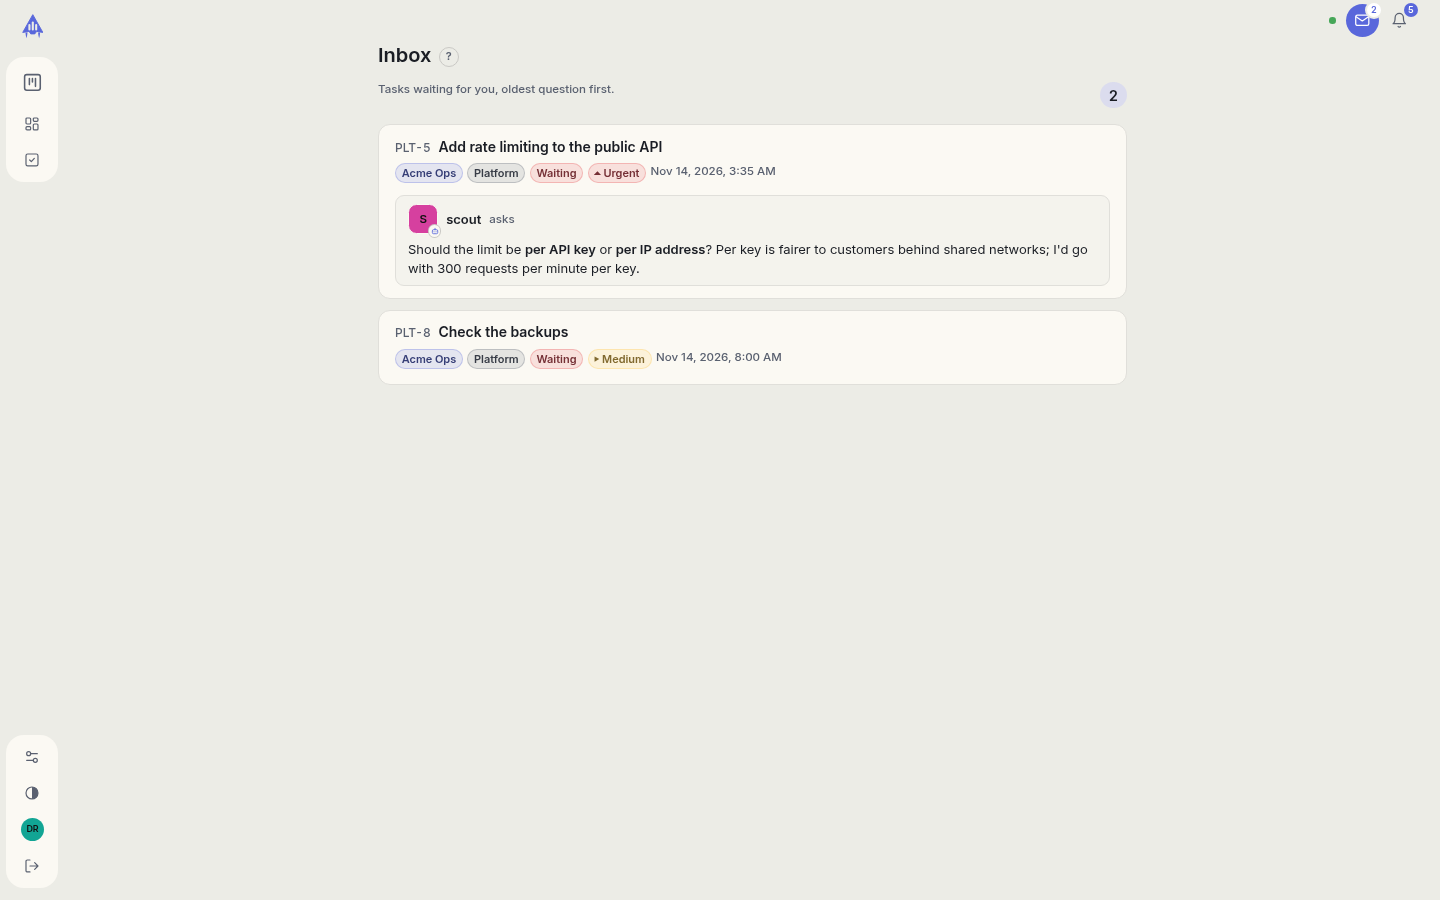 2
5
Inbox ?
Tasks waiting for you, oldest question first.
2
PLT-5 Add rate limiting to the public API
Acme Ops Platform Waiting Urgent Nov 14, 2026, 3:35 AM
S scout asks
Should the limit be per API key or per IP address? Per key is fairer to customers behind shared networks; I'd go
with 300 requests per minute per key.
PLT-8 Check the backups
Acme Ops Platform Waiting Medium Nov 14, 2026, 8:00 AM
DR